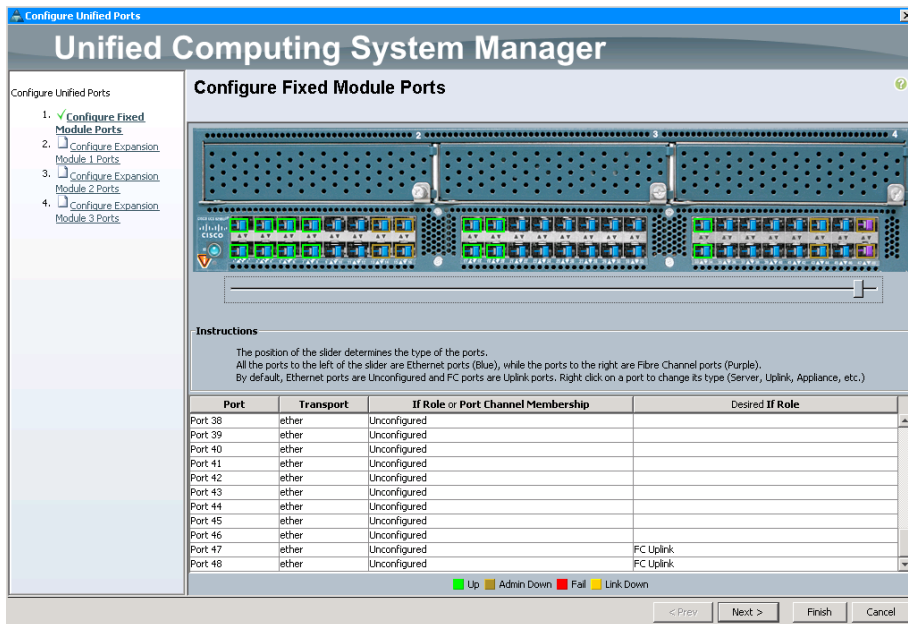 Configure Unified Ports
Unified Computing System Manager
Configure Unified Ports
1. Configure Fixed
Module Ports
2. Configure Expansion
Module 1 Ports
3. Configure Expansion
Module 2 Ports
4. Configure Expansion
Module 3 Ports
Configure Fixed Module Ports
2 3 4
CISCO
Instructions
The position of the slider determines the type of the ports.
All the ports to the left of the slider are Ethernet ports (Blue), while the ports to the right are Fibre Channel ports (Purple).
By default, Ethernet ports are Unconfigured and FC ports are Uplink ports. Right click on a port to change its type (Server, Uplink, Appliance, etc.)
Port Transport If Role or Port Channel Membership Desired If Role
Port 38 ether Unconfigured
Port 39 ether Unconfigured
Port 40 ether Unconfigured
Port 41 ether Unconfigured
Port 42 ether Unconfigured
Port 43 ether Unconfigured
Port 44 ether Unconfigured
Port 45 ether Unconfigured
Port 46 ether Unconfigured
Port 47 ether Unconfigured FC Uplink
Port 48 ether Unconfigured FC Uplink
Up Admin Down Fail Link Down
< Prev Next > Finish Cancel